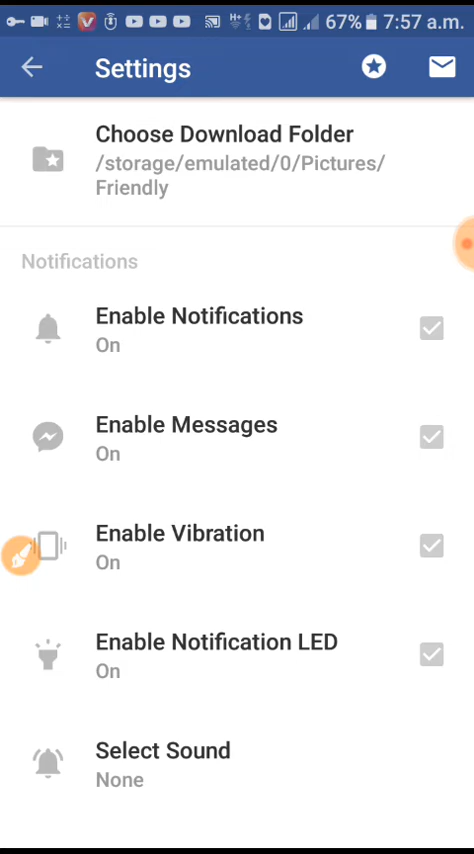 67% 7:57 a.m.
Settings
Choose Download Folder
/storage/emulated/0/Pictures/
Friendly
Notifications
Enable Notifications
On
Enable Messages
On
Enable Vibration
On
Enable Notification LED
On
Select Sound
None